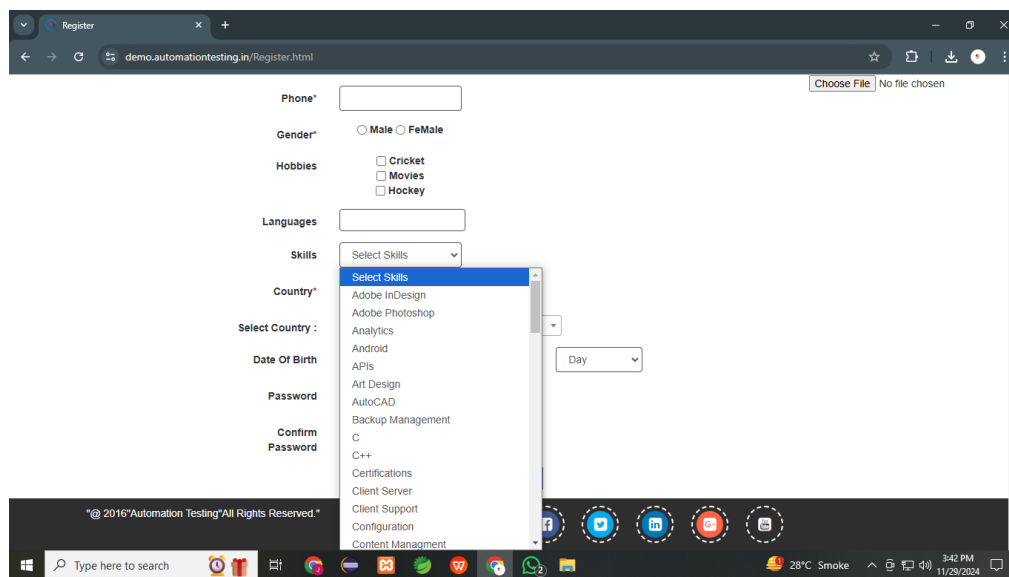 Register
demo.automationtesting.in/Register.html
Choose File No file chosen
Phone*
Gender* Male FeMale
Hobbies Cricket
Movies
Hockey
Languages
Skills Select Skills
Select Skills
Country*
Adobe InDesign
Adobe Photoshop
Select Country :
Analytics
Android
Date Of Birth Day
APIs
Art Design
Password
AutoCAD
Backup Management
Confirm
Password
C
C++
Certifications
Client Server
Client Support
"@ 2016"Automation Testing"All Rights Reserved."
Configuration
Content Managment
Type here to search
2
28°C Smoke
3:42 PM
11/29/2024